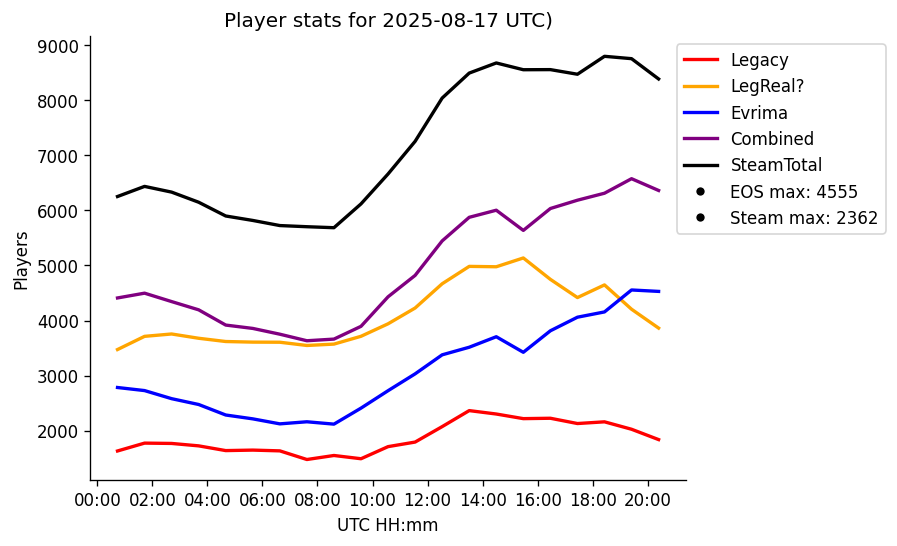 Player stats for 2025-08-17 UTC)
9000
8000
7000
6000
5000
4000
3000
2000
Players
00:00 02:00 04:00 06:00 08:00 10:00 12:00 14:00 16:00 18:00 20:00
UTC HH:mm
Legacy
LegReal?
Evrima
Combined
SteamTotal
EOS max: 4555
Steam max: 2362